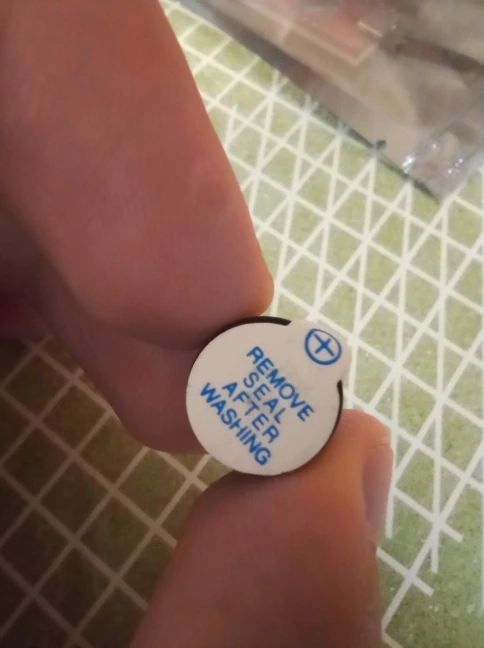 +
REMOVE
SEAL
AFTER
WASHING